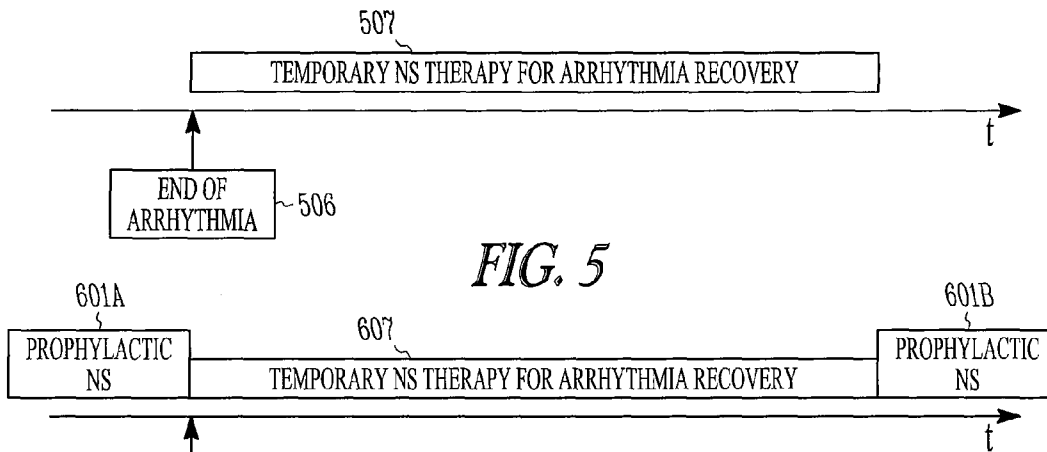 507
TEMPORARY NS THERAPY FOR ARRHYTHMIA RECOVERY
t
END OF
ARRHYTHMIA
506
FIG. 5
601A
601B
607
PROPHYLACTIC
NS
TEMPORARY NS THERAPY FOR ARRHYTHMIA RECOVERY
PROPHYLACTIC
NS
t